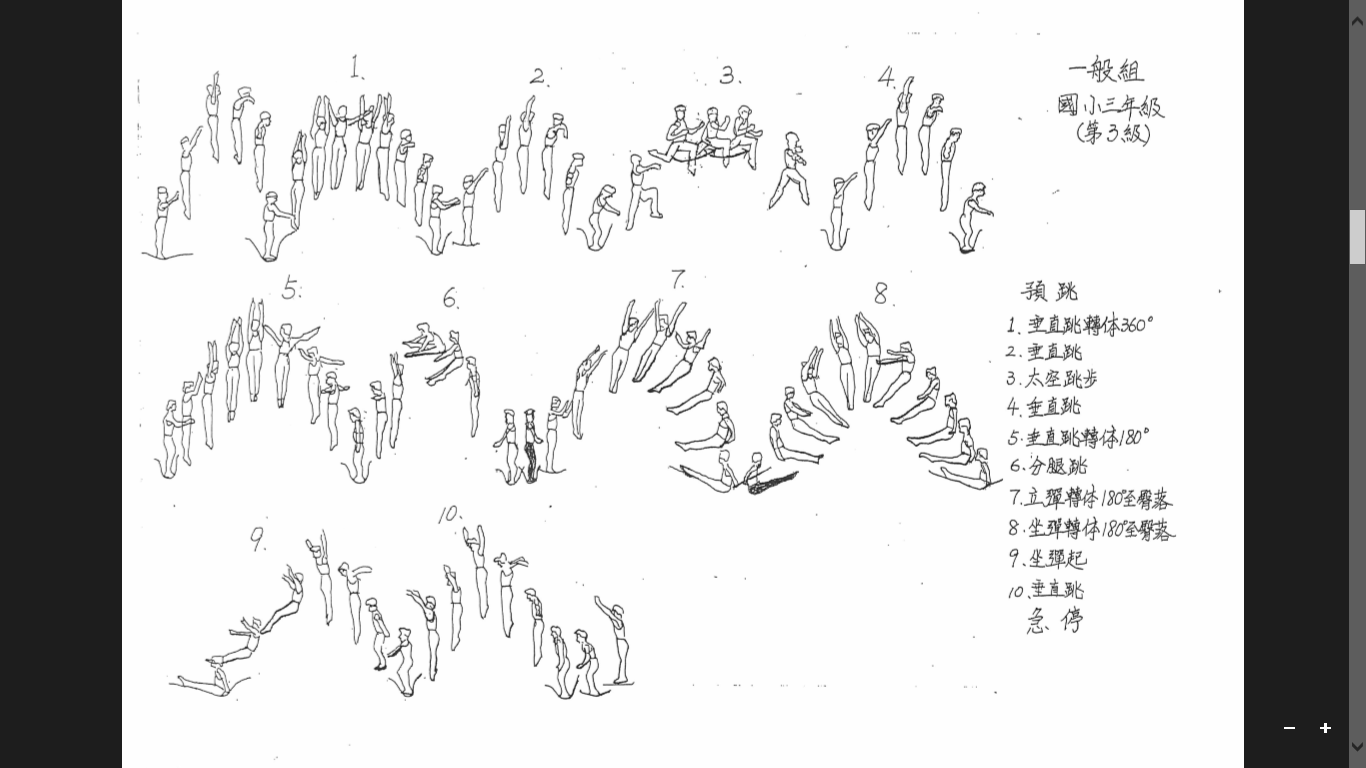 1.
2.
3.
4.
一般組
國小三年級
(第3級)
5.
6.
7.
8.
預跳
1. 垂直跳轉体360°
2. 垂直跳
3. 太空跳步
4. 垂直跳
5. 垂直跳轉体180°
6. 分腿跳
7. 立彈轉体180°至臀落
8. 坐彈轉体180°至臀落
9. 坐彈起
10. 垂直跳
急停
9.
10.